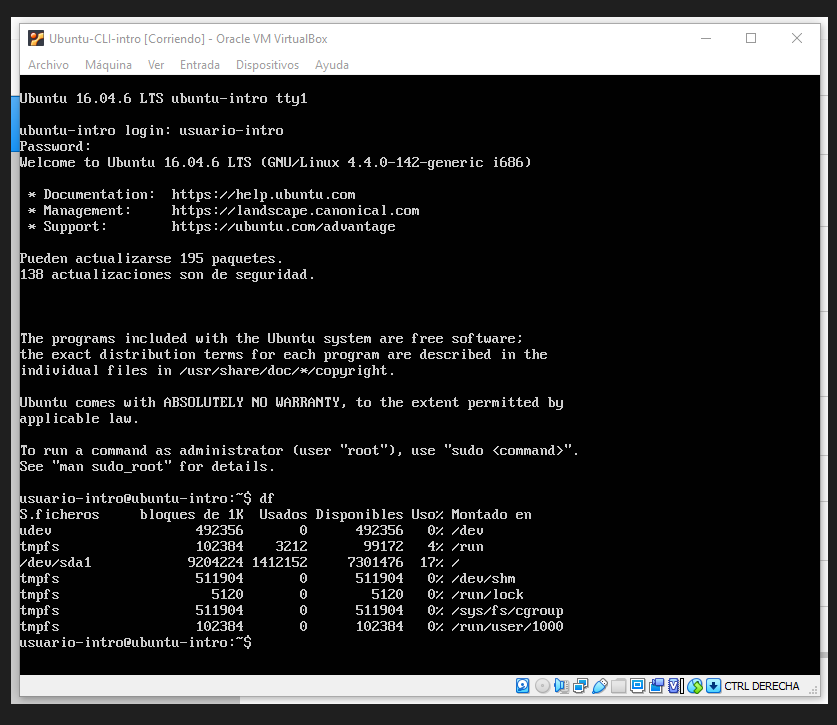 Ubuntu-CLI-intro [Corriendo] - Oracle VM VirtualBox
Archivo Máquina Ver Entrada Dispositivos Ayuda
Ubuntu 16.04.6 LTS ubuntu-intro tty1
ubuntu-intro login: usuario-intro
Password:
Welcome to Ubuntu 16.04.6 LTS (GNU/Linux 4.4.0-142-generic i686)
* Documentation:  https://help.ubuntu.com
* Management:     https://landscape.canonical.com
* Support:        https://ubuntu.com/advantage
Pueden actualizarse 195 paquetes.
138 actualizaciones son de seguridad.
The programs included with the Ubuntu system are free software;
the exact distribution terms for each program are described in the
individual files in /usr/share/doc/*/copyright.
Ubuntu comes with ABSOLUTELY NO WARRANTY, to the extent permitted by
applicable law.
To run a command as administrator (user "root"), use "sudo <command>".
See "man sudo_root" for details.
usuario-intro@ubuntu-intro:~$ df
S.ficheros     bloques de 1K  Usados Disponibles Uso% Montado en
udev                  492356       0      492356   0% /dev
tmpfs                 102384    3212       99172   4% /run
/dev/sda1            9204224 1412152     7301476  17% /
tmpfs                 511904       0      511904   0% /dev/shm
tmpfs                   5120       0        5120   0% /run/lock
tmpfs                 511904       0      511904   0% /sys/fs/cgroup
tmpfs                 102384       0      102384   0% /run/user/1000
usuario-intro@ubuntu-intro:~$
CTRL DERECHA